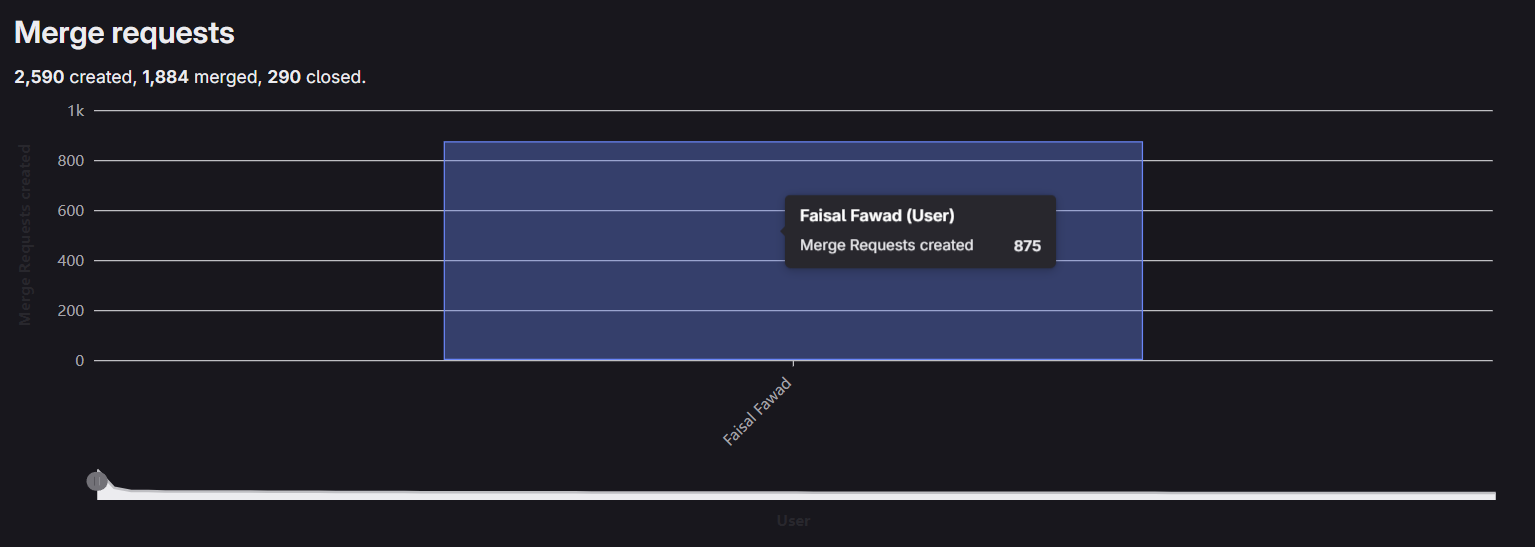 Merge requests
2,590 created, 1,884 merged, 290 closed.
Merge Requests created
1k
800
600
400
200
0
Faisal Fawad (User)
Merge Requests created 875
Faisal Fawad
User